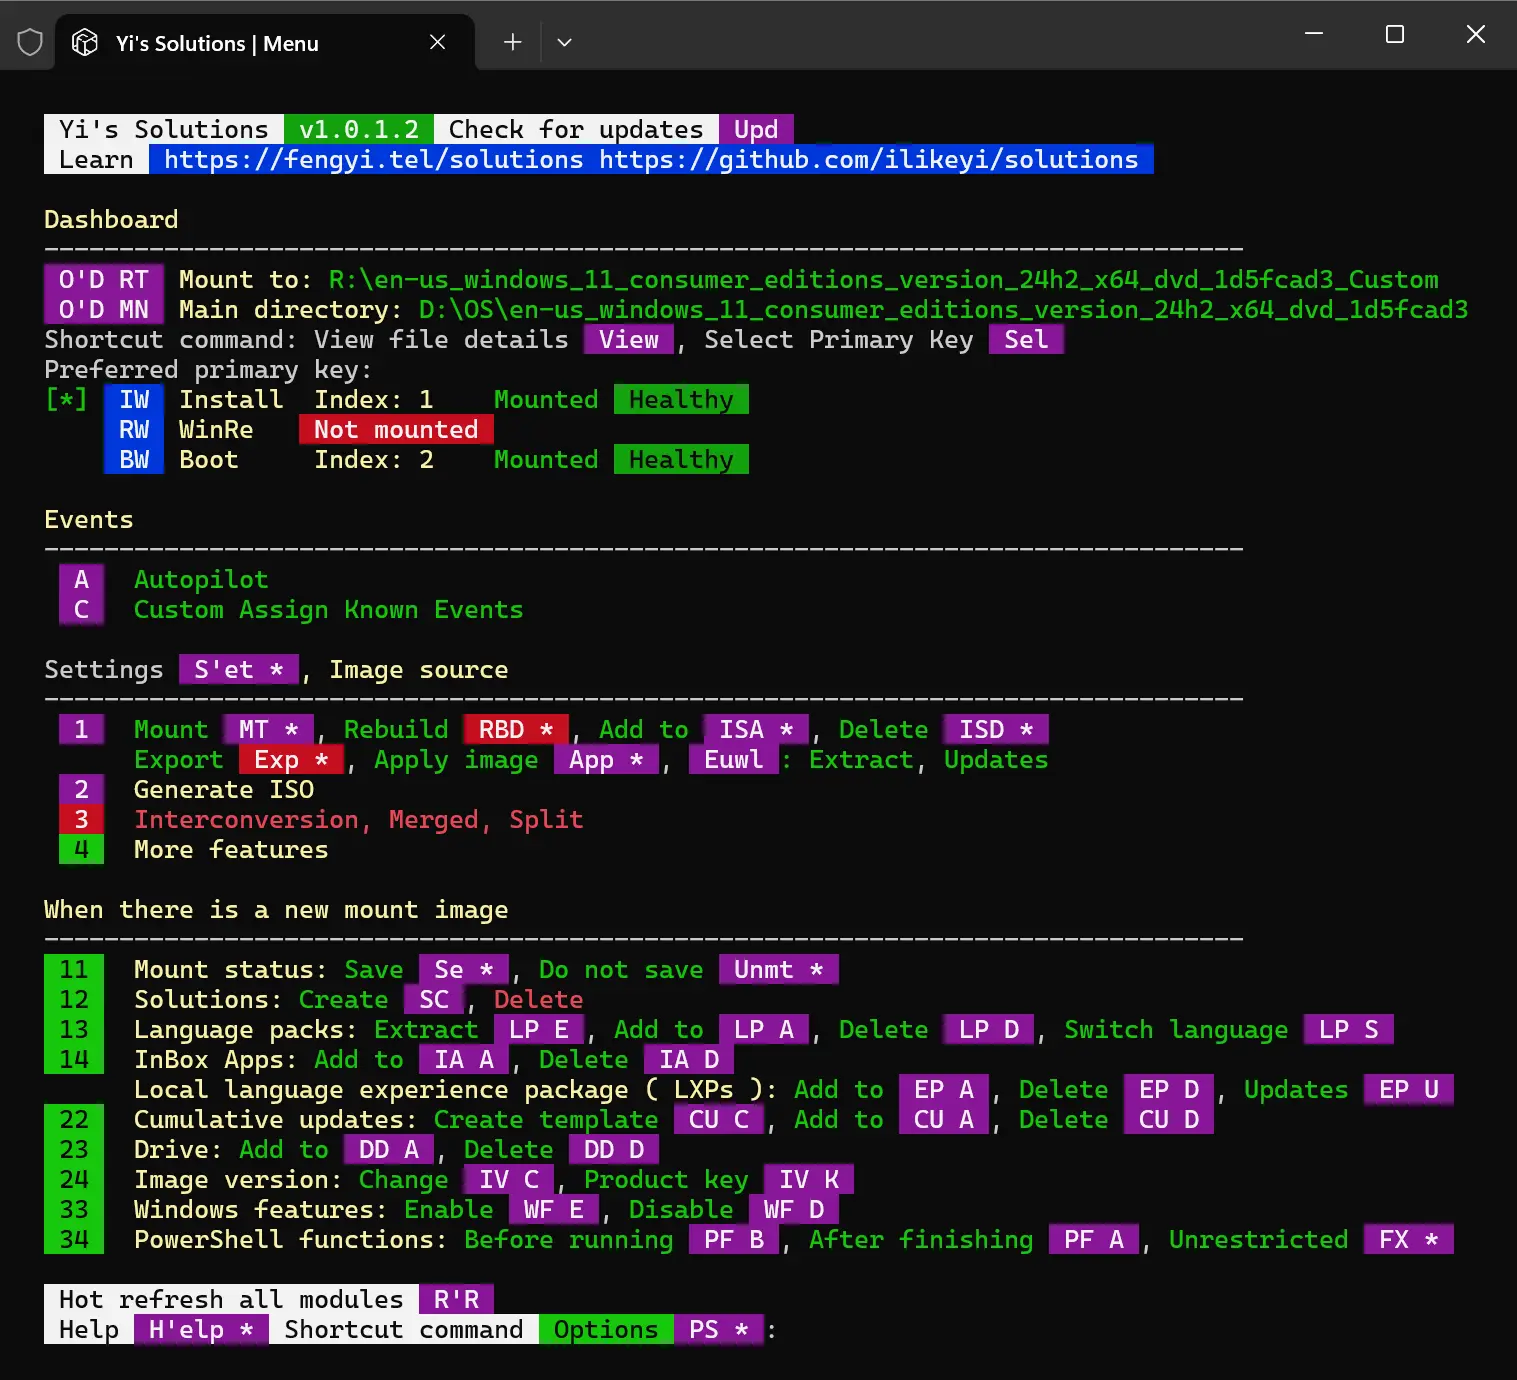 Yi's Solutions | Menu
Yi's Solutions v1.0.1.2 Check for updates Upd
Learn https://fengyi.tel/solutions https://github.com/ilikeyi/solutions
Dashboard
--------------------------------------------------------------------------------
O'D RT Mount to: R:\en-us_windows_11_consumer_editions_version_24h2_x64_dvd_1d5fcad3_Custom
O'D MN Main directory: D:\OS\en-us_windows_11_consumer_editions_version_24h2_x64_dvd_1d5fcad3
Shortcut command: View file details View , Select Primary Key Sel
Preferred primary key:
[*] IW Install Index: 1 Mounted Healthy
RW WinRe Not mounted
BW Boot Index: 2 Mounted Healthy
Events
--------------------------------------------------------------------------------
A Autopilot
C Custom Assign Known Events
Settings S'et * , Image source
--------------------------------------------------------------------------------
1 Mount MT * , Rebuild RBD * , Add to ISA * , Delete ISD *
Export Exp * , Apply image App * , Euwl : Extract, Updates
2 Generate ISO
3 Interconversion, Merged, Split
4 More features
When there is a new mount image
--------------------------------------------------------------------------------
11 Mount status: Save Se * , Do not save Unmt *
12 Solutions: Create SC , Delete
13 Language packs: Extract LP E , Add to LP A , Delete LP D , Switch language LP S
14 InBox Apps: Add to IA A , Delete IA D
Local language experience package ( LXPs ): Add to EP A , Delete EP D , Updates EP U
22 Cumulative updates: Create template CU C , Add to CU A , Delete CU D
23 Drive: Add to DD A , Delete DD D
24 Image version: Change IV C , Product key IV K
33 Windows features: Enable WF E , Disable WF D
34 PowerShell functions: Before running PF B , After finishing PF A , Unrestricted FX *
Hot refresh all modules R'R
Help H'elp * Shortcut command Options PS * :